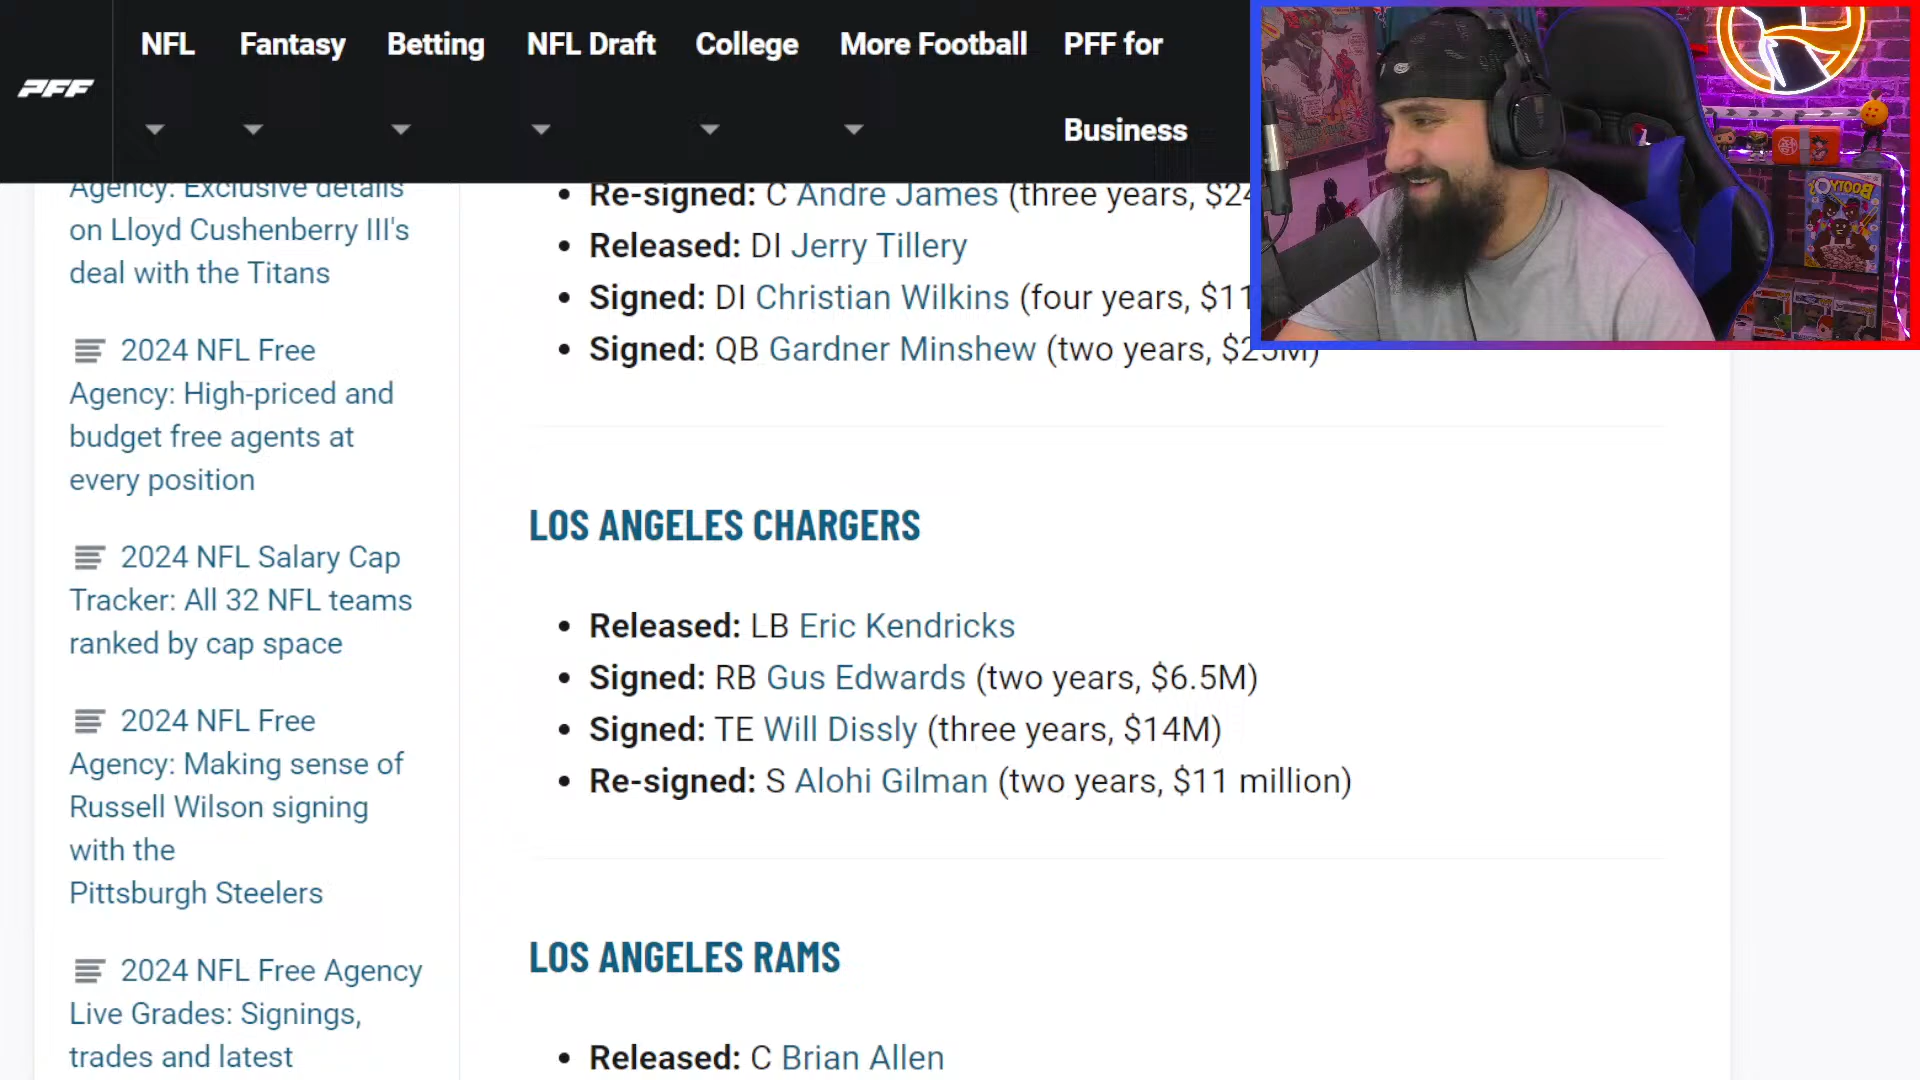 NFL Fantasy Betting NFL Draft College More Football PFF for
Business
PFF
Agency: Exclusive details
on Lloyd Cushenberry III's
deal with the Titans
2024 NFL Free
Agency: High-priced and
budget free agents at
every position
2024 NFL Salary Cap
Tracker: All 32 NFL teams
ranked by cap space
2024 NFL Free
Agency: Making sense of
Russell Wilson signing
with the
Pittsburgh Steelers
2024 NFL Free Agency
Live Grades: Signings,
trades and latest
• Re-signed: C Andre James (three years, $24
• Released: DI Jerry Tillery
• Signed: DI Christian Wilkins (four years, $11
• Signed: QB Gardner Minshew (two years, $25M)
LOS ANGELES CHARGERS
• Released: LB Eric Kendricks
• Signed: RB Gus Edwards (two years, $6.5M)
• Signed: TE Will Dissly (three years, $14M)
• Re-signed: S Alohi Gilman (two years, $11 million)
LOS ANGELES RAMS
• Released: C Brian Allen